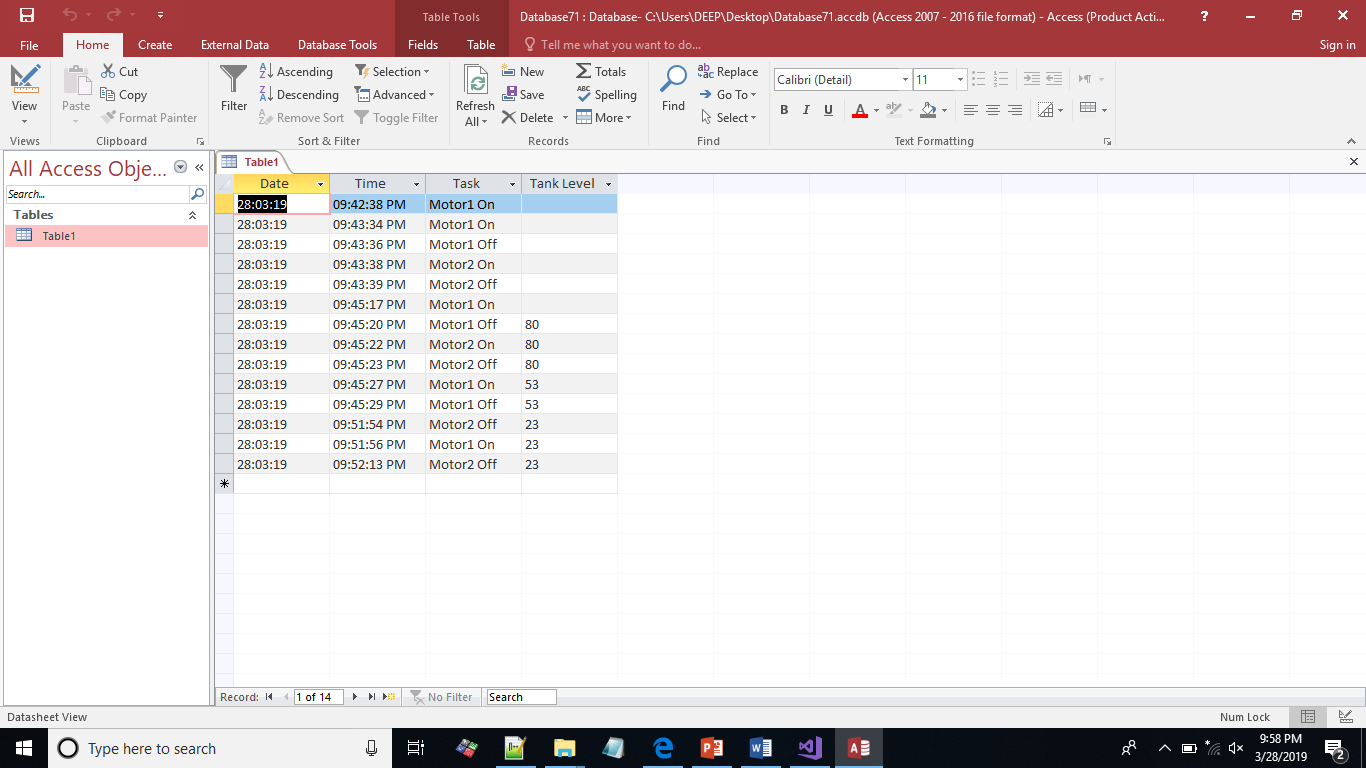 Table Tools
Database71 : Database- C:\Users\DEEP\Desktop\Database71.accdb (Access 2007 - 2016 file format) - Access (Product Acti...
?
File Home Create External Data Database Tools Fields Table Tell me what you want to do... Sign in
View
Paste
Cut
Copy
Format Painter
Filter
Ascending
Descending
Remove Sort
Selection
Advanced
Toggle Filter
Refresh
All
New
Save
Delete
Totals
Spelling
More
Find
Replace
Go To
Select
Calibri (Detail) 11
B I U A
Views Clipboard Sort & Filter Records Find Text Formatting
All Access Obje...
Search...
Tables
Table1
Table1
Date Time Task Tank Level
28:03:19 09:42:38 PM Motor1 On
28:03:19 09:43:34 PM Motor1 On
28:03:19 09:43:36 PM Motor1 Off
28:03:19 09:43:38 PM Motor2 On
28:03:19 09:43:39 PM Motor2 Off
28:03:19 09:45:17 PM Motor1 On
28:03:19 09:45:20 PM Motor1 Off 80
28:03:19 09:45:22 PM Motor2 On 80
28:03:19 09:45:23 PM Motor2 Off 80
28:03:19 09:45:27 PM Motor1 On 53
28:03:19 09:45:29 PM Motor1 Off 53
28:03:19 09:51:54 PM Motor2 Off 23
28:03:19 09:51:56 PM Motor1 On 23
28:03:19 09:52:13 PM Motor2 Off 23
Record: 1 of 14 No Filter Search
Datasheet View Num Lock
Type here to search
9:58 PM
3/28/2019
2